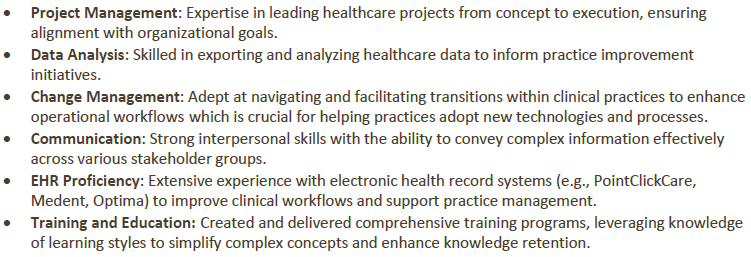 • Project Management: Expertise in leading healthcare projects from concept to execution, ensuring
alignment with organizational goals.
• Data Analysis: Skilled in exporting and analyzing healthcare data to inform practice improvement
initiatives.
• Change Management: Adept at navigating and facilitating transitions within clinical practices to enhance
operational workflows which is crucial for helping practices adopt new technologies and processes.
• Communication: Strong interpersonal skills with the ability to convey complex information effectively
across various stakeholder groups.
• EHR Proficiency: Extensive experience with electronic health record systems (e.g., PointClickCare,
Medent, Optima) to improve clinical workflows and support practice management.
• Training and Education: Created and delivered comprehensive training programs, leveraging knowledge
of learning styles to simplify complex concepts and enhance knowledge retention.